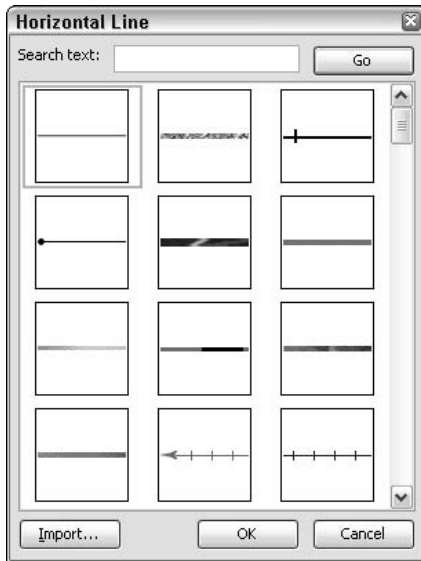 Horizontal Line
Search text:
Go
Import...
OK
Cancel